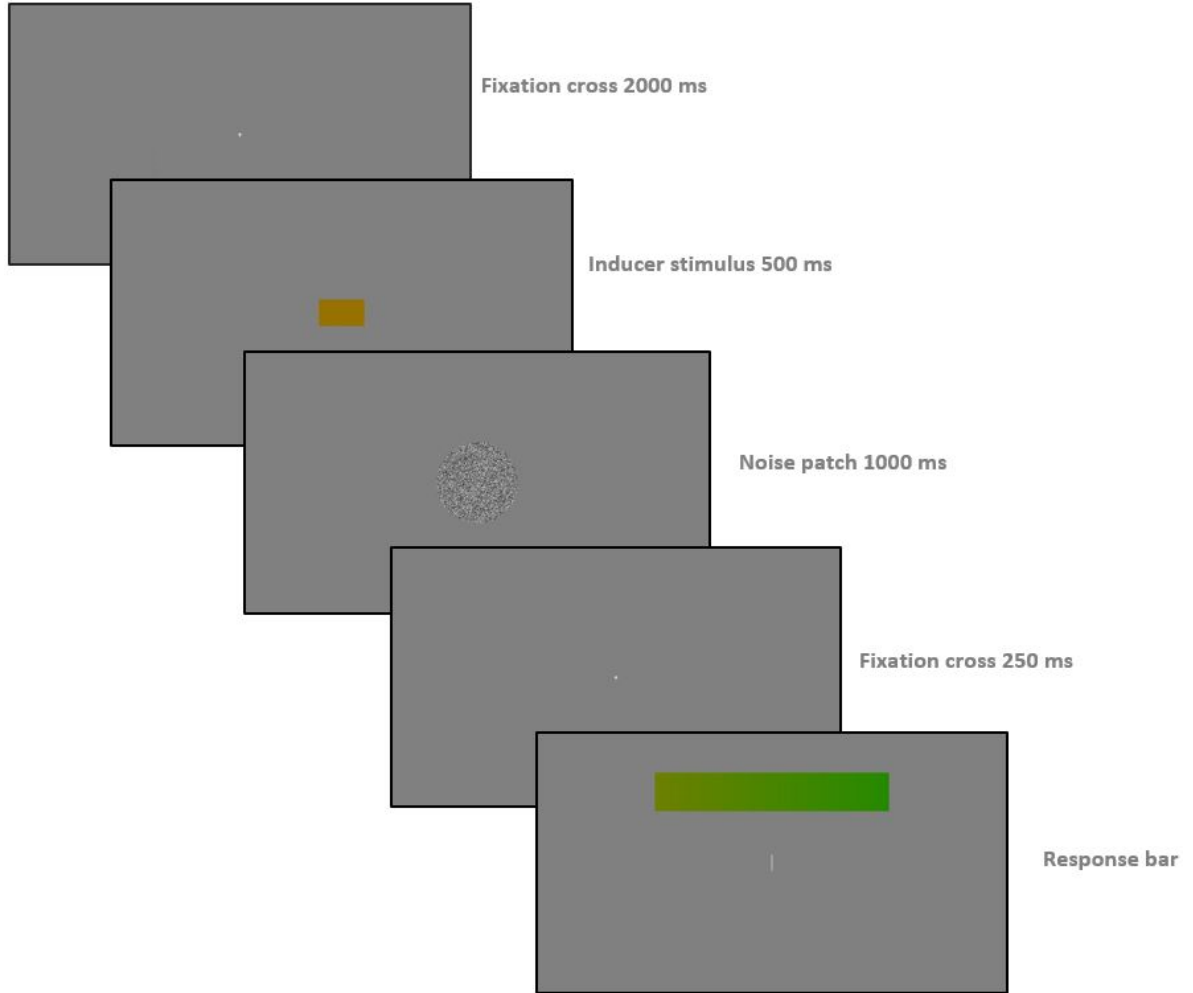 Fixation cross 2000 ms
Inducer stimulus 500 ms
Noise patch 1000 ms
Fixation cross 250 ms
Response bar